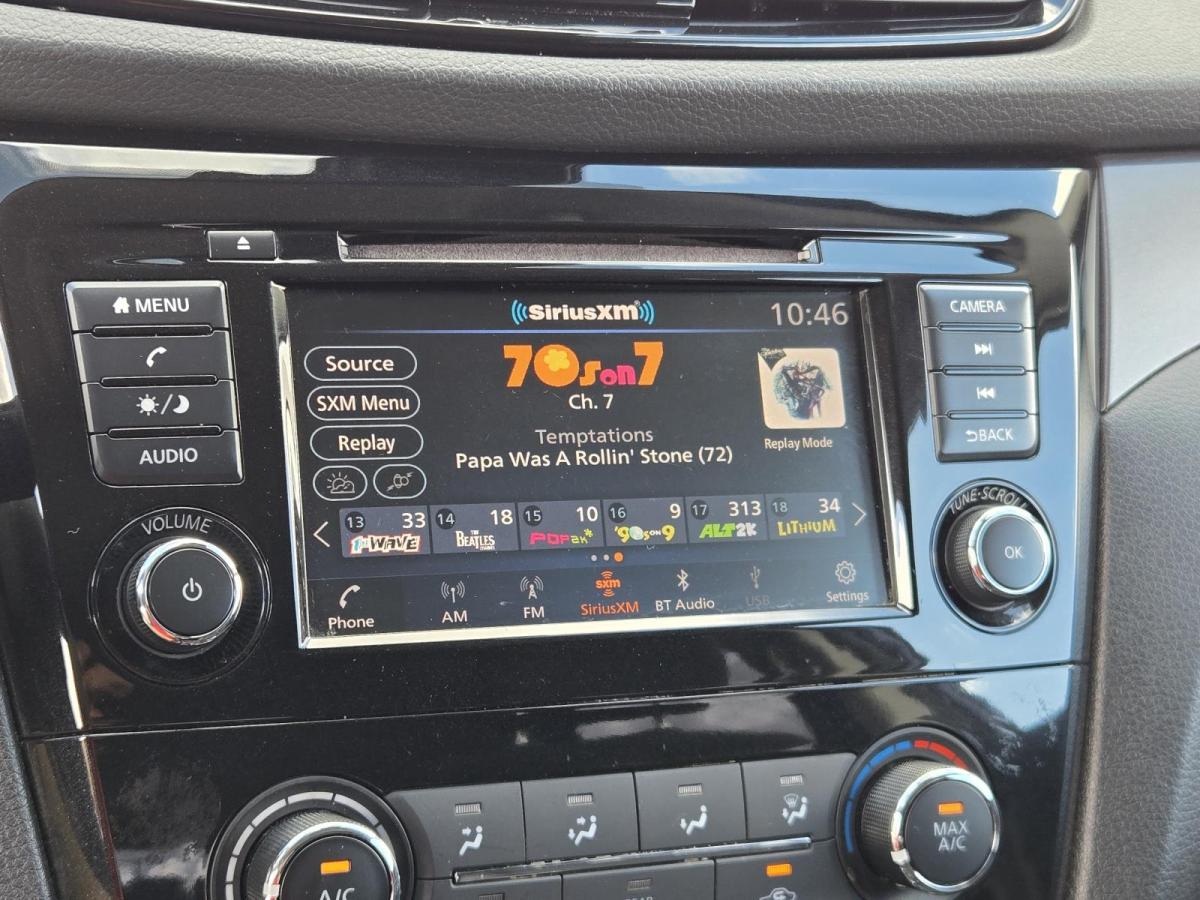 SiriusXM
10:46
MENU
CAMERA
Source
70s on 7
SXM Menu
Ch. 7
Replay
Temptations
Replay Mode
Papa Was A Rollin' Stone (72)
AUDIO
BACK
13 33 14 18 15 10 16 9 17 313 18 34
1st WAVE THE BEATLES CHANNEL POP2K '90s ON 9 ALT2K LITHIUM
VOLUME
TUNE·SCROLL
OK
Phone AM FM sxm SiriusXM BT Audio USB Settings
A/C
MAX
A/C